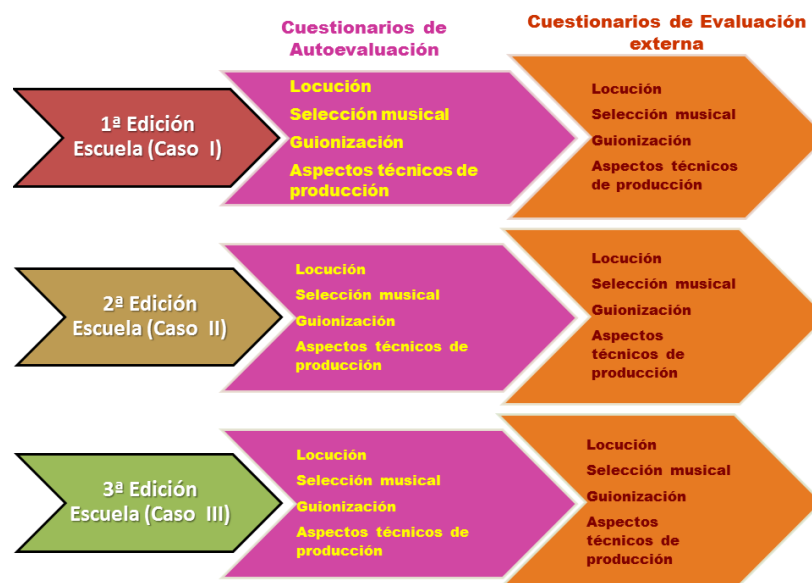 Cuestionarios de
Autoevaluación
Cuestionarios de Evaluación
externa
1ª Edición
Escuela (Caso I)
Locución
Selección musical
Guionización
Aspectos técnicos de
producción
Locución
Selección musical
Guionización
Aspectos técnicos
de producción
2ª Edición
Escuela (Caso II)
Locución
Selección musical
Guionización
Aspectos técnicos de
producción
Locución
Selección musical
Guionización
Aspectos
técnicos de
producción
3ª Edición
Escuela (Caso III)
Locución
Selección musical
Guionización
Aspectos técnicos de
producción
Locución
Selección musical
Guionización
Aspectos
técnicos de
producción